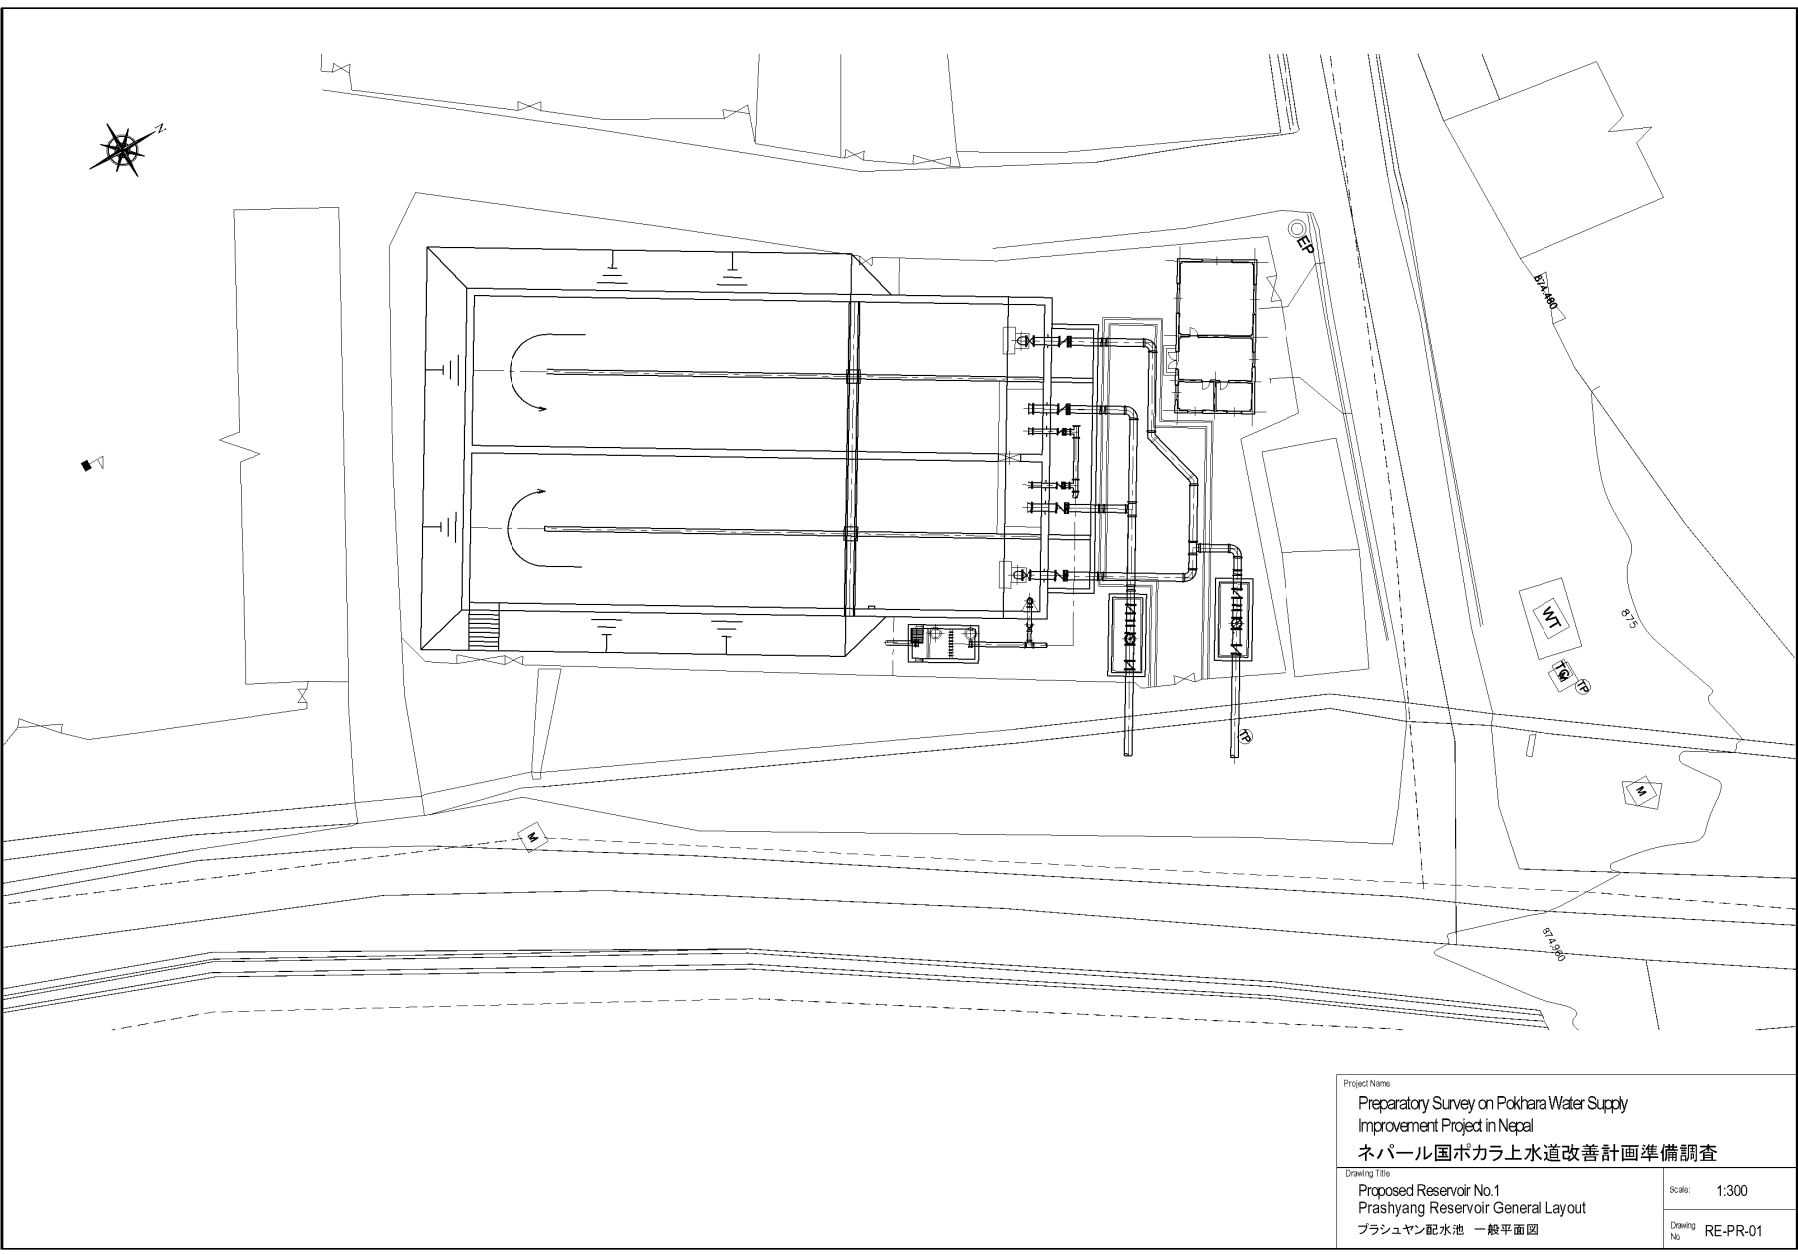 N
EP
874.480
WT
875
TC
M
TP
TP
M
M
874.980
Project Name
Preparatory Survey on Pokhara Water Supply
Improvement Project in Nepal
ネパール国ポカラ上水道改善計画準備調査
Drawing Title
Proposed Reservoir No.1
Prashyang Reservoir General Layout
プラシュヤン配水池 一般平面図
Scale: 1:300
Drawing
No RE-PR-01